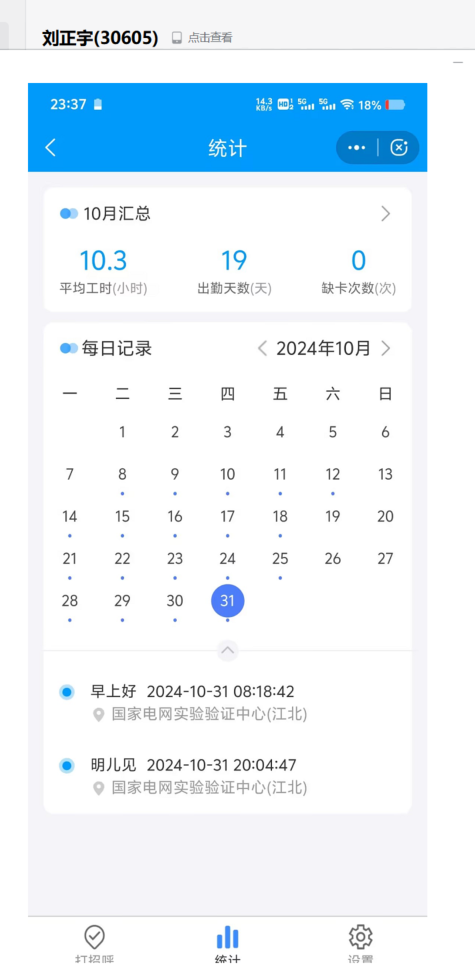 刘正宇(30605) 点击查看
23:37 14.3 KB/s HD 1 2 5G 5G 18%
统计
10月汇总
10.3 19 0
平均工时(小时) 出勤天数(天) 缺卡次数(次)
每日记录 2024年10月
一 二 三 四 五 六 日
1 2 3 4 5 6
7 8 9 10 11 12 13
14 15 16 17 18 19 20
21 22 23 24 25 26 27
28 29 30 31
早上好 2024-10-31 08:18:42
国家电网实验验证中心(江北)
明儿见 2024-10-31 20:04:47
国家电网实验验证中心(江北)
打招呼 统计 设置